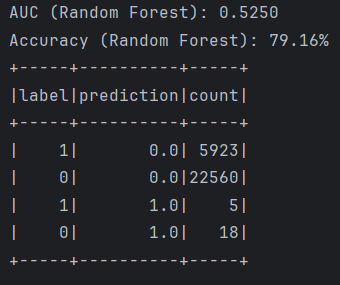 AUC (Random Forest): 0.5250
Accuracy (Random Forest): 79.16%
+-----+----------+-----+
|label|prediction|count|
+-----+----------+-----+
|    1|       0.0| 5923|
|    0|       0.0|22560|
|    1|       1.0|    5|
|    0|       1.0|   18|
+-----+----------+-----+